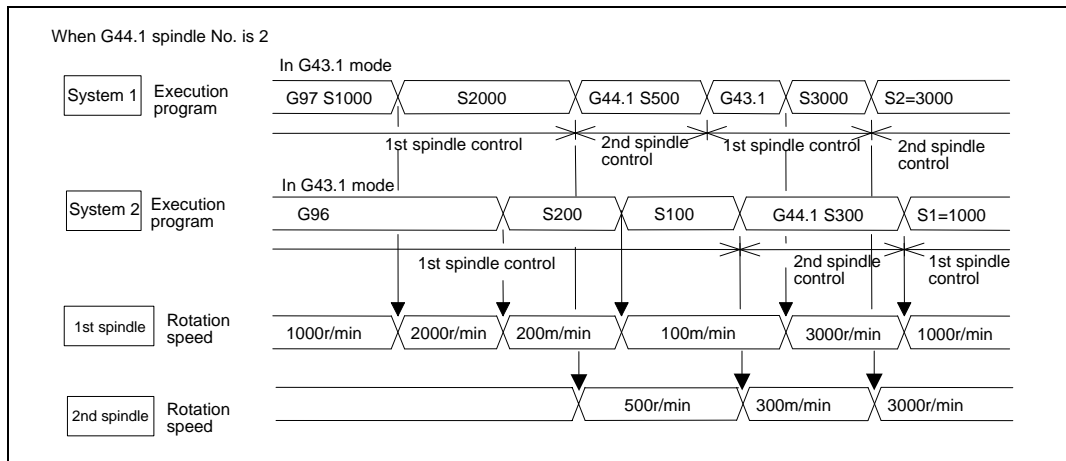 When G44.1 spindle No. is 2
In G43.1 mode
System 1
Execution
program
G97 S1000
S2000
G44.1 S500
G43.1
S3000
S2=3000
1st spindle control
2nd spindle
control
1st spindle control
2nd spindle
control
In G43.1 mode
System 2
Execution
program
G96
S200
S100
G44.1 S300
S1=1000
1st spindle control
2nd spindle
control
1st spindle
control
1st spindle
Rotation
speed
1000r/min
2000r/min
200m/min
100m/min
3000r/min
1000r/min
2nd spindle
Rotation
speed
500r/min
300m/min
3000r/min